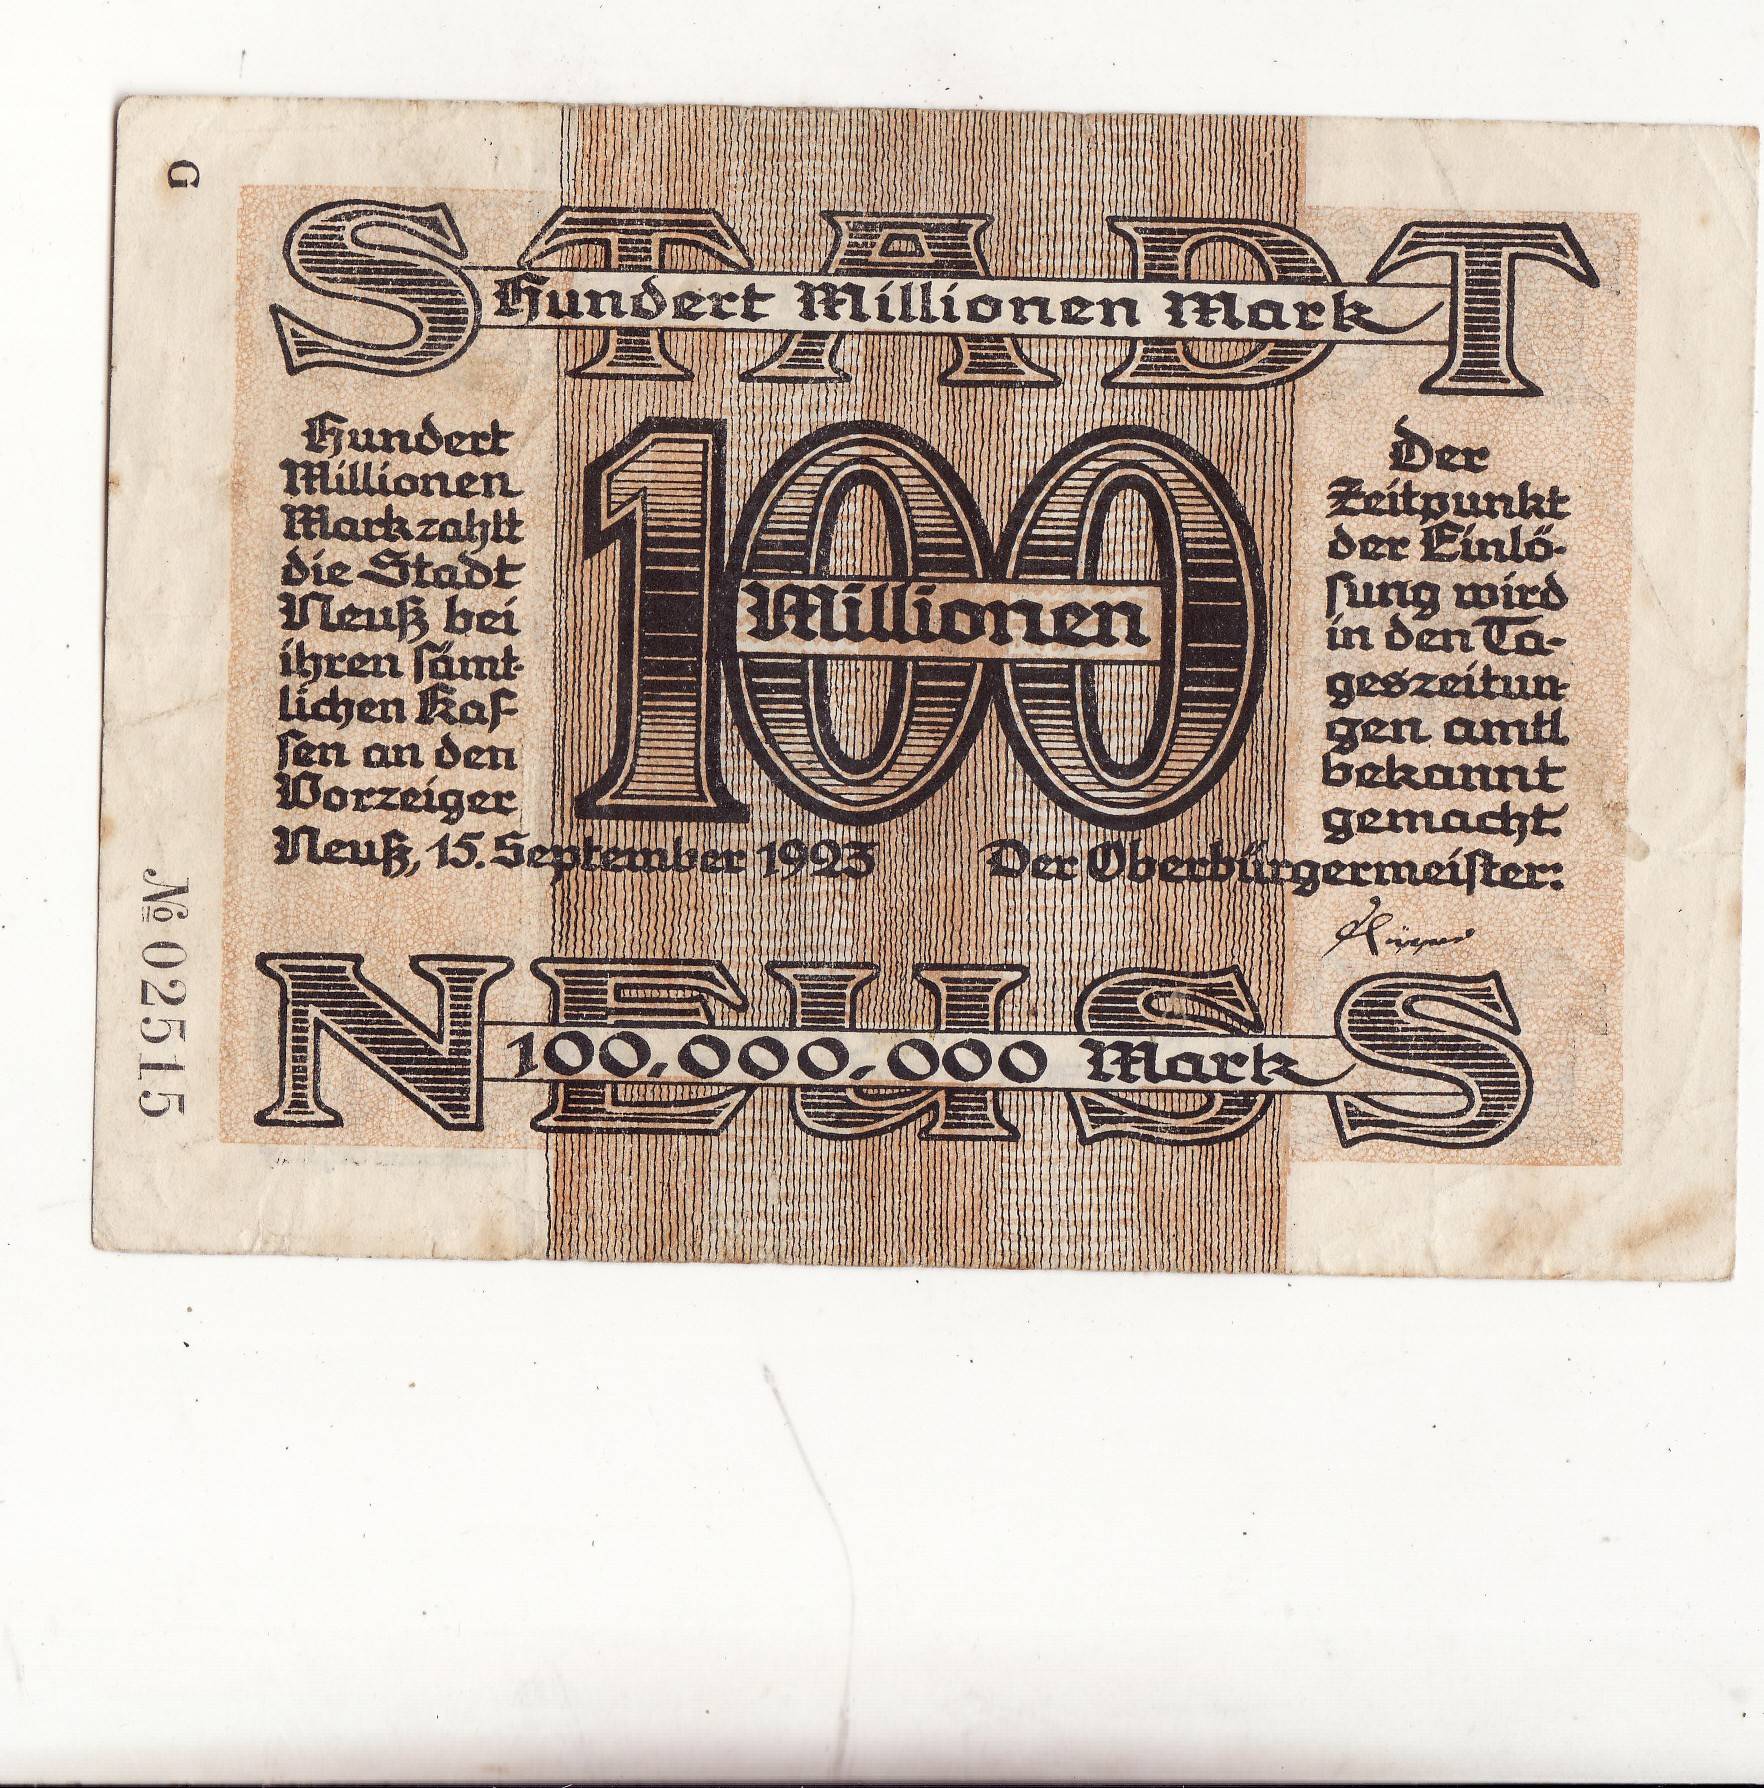 G
STADT
Hundert Millionen Mark
Hundert
Millionen
Mark zahlt
die Stadt
Neuß bei
ihren sämt-
lichen Kas-
sen an den
Vorzeiger
100
Millionen
Der
Zeitpunkt
der Einlö-
sung wird
in den Ta-
geszeitun-
gen amtl.
bekannt
gemacht.
Neuß, 15. September 1923
Der Oberbürgermeister:
NEUSS
100,000,000 Mark
№ 02515